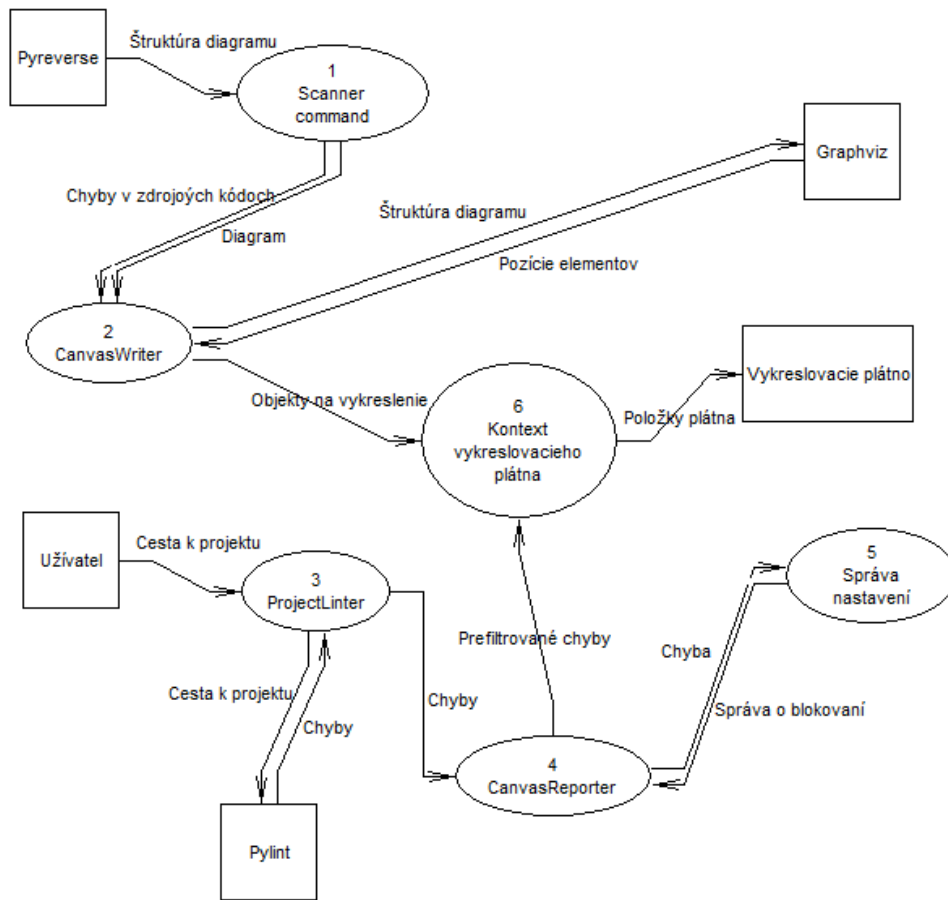 Pyreverse
Štruktúra diagramu
1
Scanner
command
Graphviz
Chyby v zdrojoých kódoch
Štruktúra diagramu
Diagram
Pozície elementov
2
CanvasWriter
Vykreslovacie plátno
Objekty na vykreslenie
6
Kontext
vykreslovacieho
plátna
Položky plátna
Užívatel
Cesta k projektu
3
ProjectLinter
5
Správa
nastavení
Prefiltrované chyby
Chyba
Cesta k projektu
Chyby
Chyby
Správa o blokovaní
4
CanvasReporter
Pylint